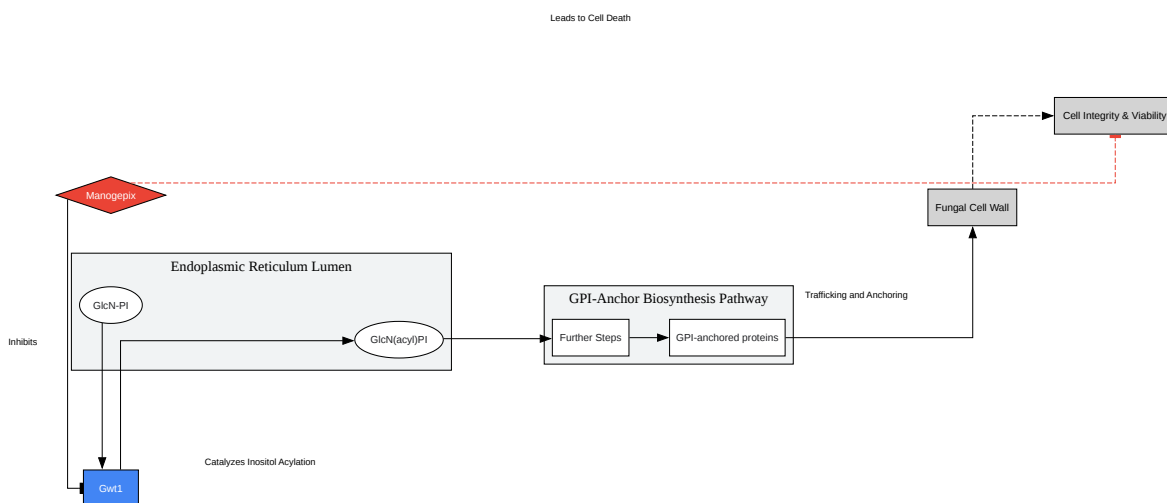 Leads to Cell Death
Cell Integrity & Viability
Manogepix
Fungal Cell Wall
Endoplasmic Reticulum Lumen
GlcN-PI
GPI-Anchor Biosynthesis Pathway
Trafficking and Anchoring
Inhibits
GlcN(acyl)PI
Further Steps
GPI-anchored proteins
Catalyzes Inositol Acylation
Gwt1